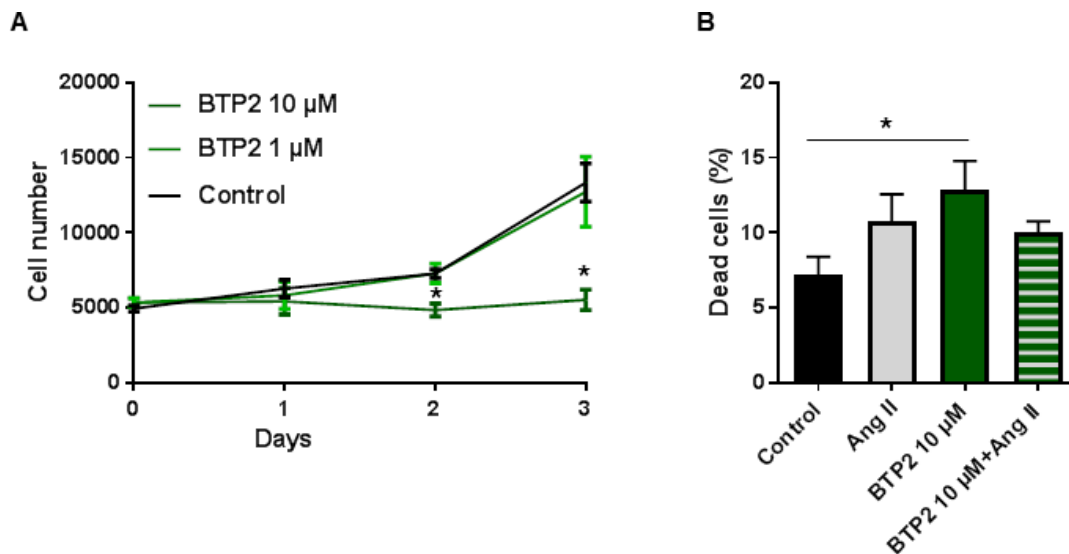 A
20000
15000
10000
5000
0
Cell number
BTP2 10 µM
BTP2 1 µM
Control
*
*
0 1 2 3
Days
B
20
15
10
5
0
Dead cells (%)
*
Control
Ang II
BTP2 10 µM
BTP2 10 µM+Ang II